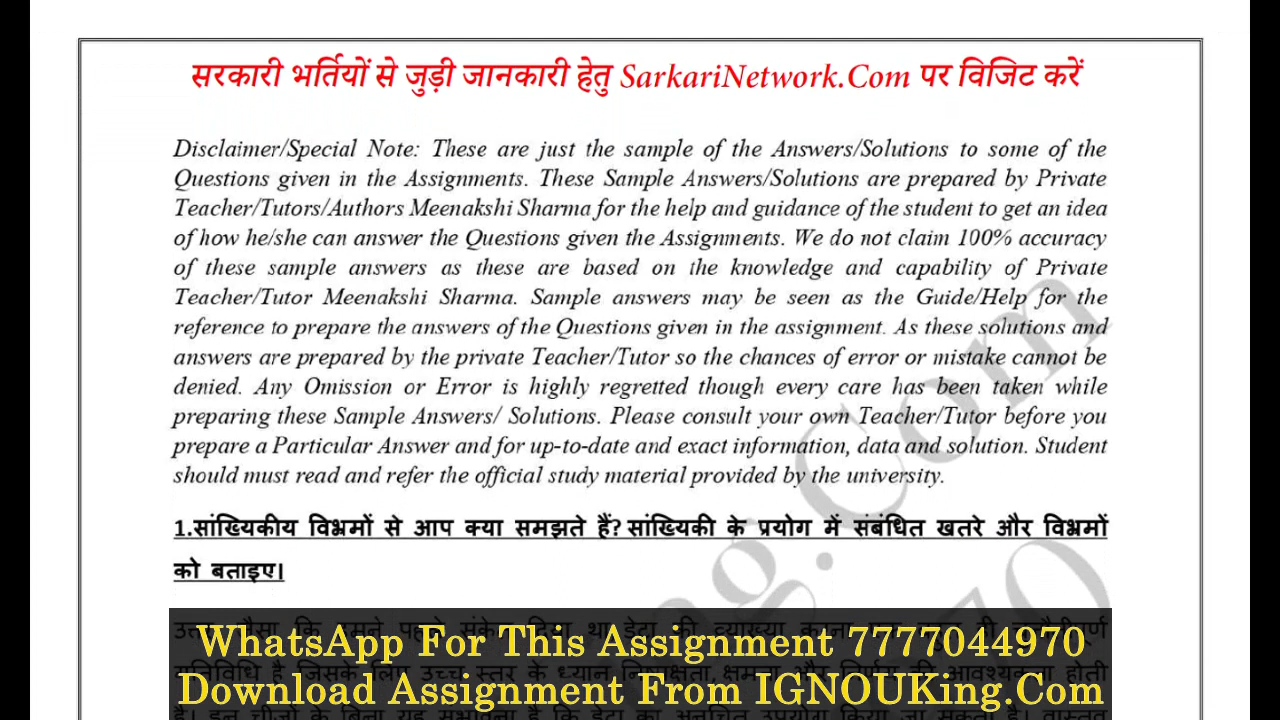 सरकारी भर्तियों से जुड़ी जानकारी हेतु SarkariNetwork.Com पर विजिट करें
Disclaimer/Special Note: These are just the sample of the Answers/Solutions to some of the
Questions given in the Assignments. These Sample Answers/Solutions are prepared by Private
Teacher/Tutors/Authors Meenakshi Sharma for the help and guidance of the student to get an idea
of how he/she can answer the Questions given the Assignments. We do not claim 100% accuracy
of these sample answers as these are based on the knowledge and capability of Private
Teacher/Tutor Meenakshi Sharma. Sample answers may be seen as the Guide/Help for the
reference to prepare the answers of the Questions given in the assignment. As these solutions and
answers are prepared by the private Teacher/Tutor so the chances of error or mistake cannot be
denied. Any Omission or Error is highly regretted though every care has been taken while
preparing these Sample Answers/ Solutions. Please consult your own Teacher/Tutor before you
prepare a Particular Answer and for up-to-date and exact information, data and solution. Student
should must read and refer the official study material provided by the university.
1.सांख्यिकीय विभ्रमों से आप क्या समझते हैं? सांख्यिकी के प्रयोग में संबंधित खतरे और विभ्रमों
को बताइए।
WhatsApp For This Assignment 7777044970
Download Assignment From IGNOUKing.Com